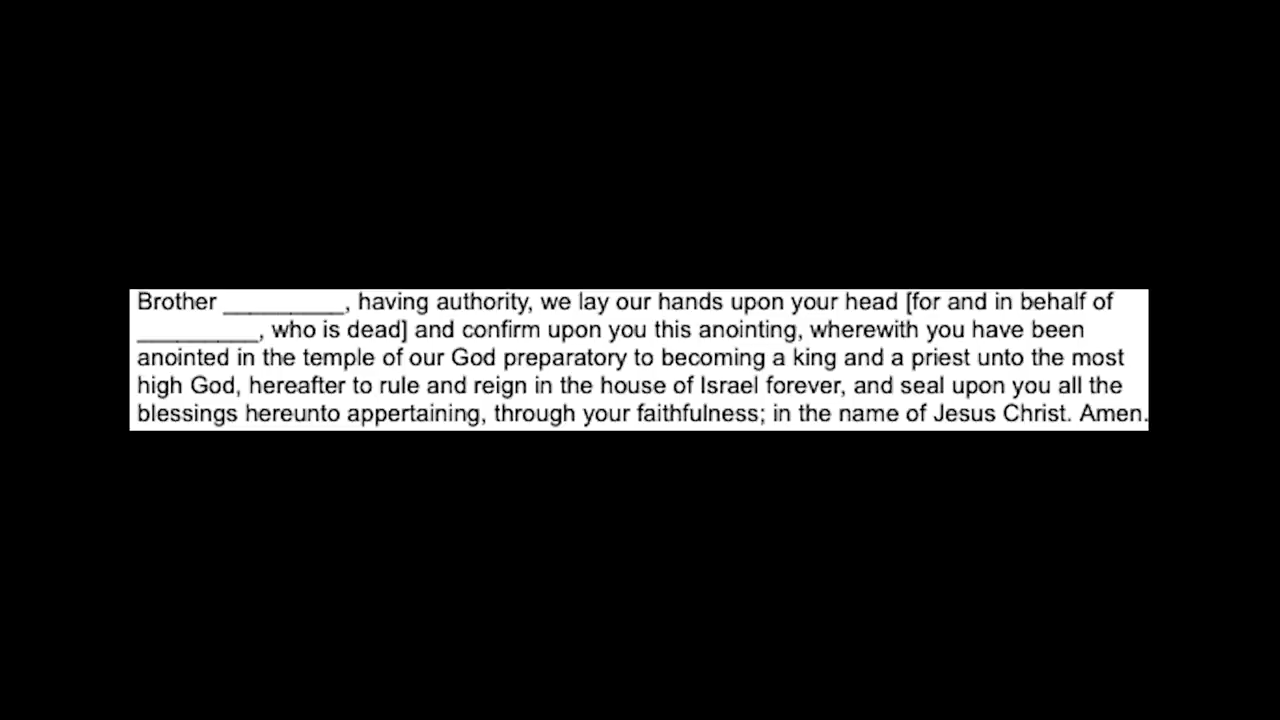 Brother _________, having authority, we lay our hands upon your head [for and in behalf of
_________, who is dead] and confirm upon you this anointing, wherewith you have been
anointed in the temple of our God preparatory to becoming a king and a priest unto the most
high God, hereafter to rule and reign in the house of Israel forever, and seal upon you all the
blessings hereunto appertaining, through your faithfulness; in the name of Jesus Christ. Amen.